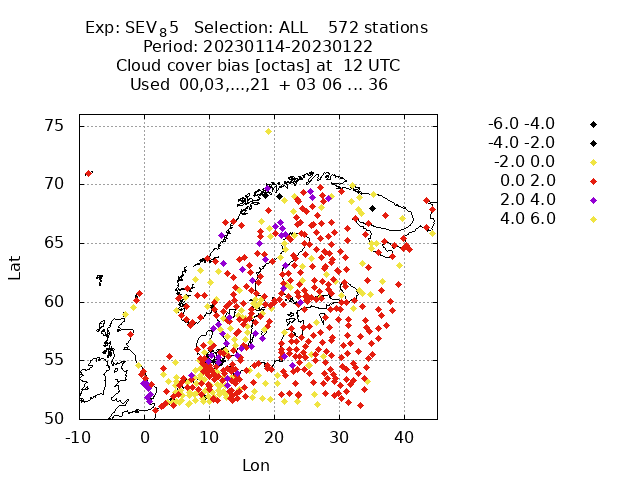 Exp: SEV₈5 Selection: ALL 572 stations
Period: 20230114-20230122
Cloud cover bias [octas] at 12 UTC
Used 00,03,...,21 + 03 06 ... 36
-6.0 -4.0
-4.0 -2.0
-2.0 0.0
0.0 2.0
2.0 4.0
4.0 6.0
75
70
65
60
55
50
Lat
-10 0 10 20 30 40
Lon